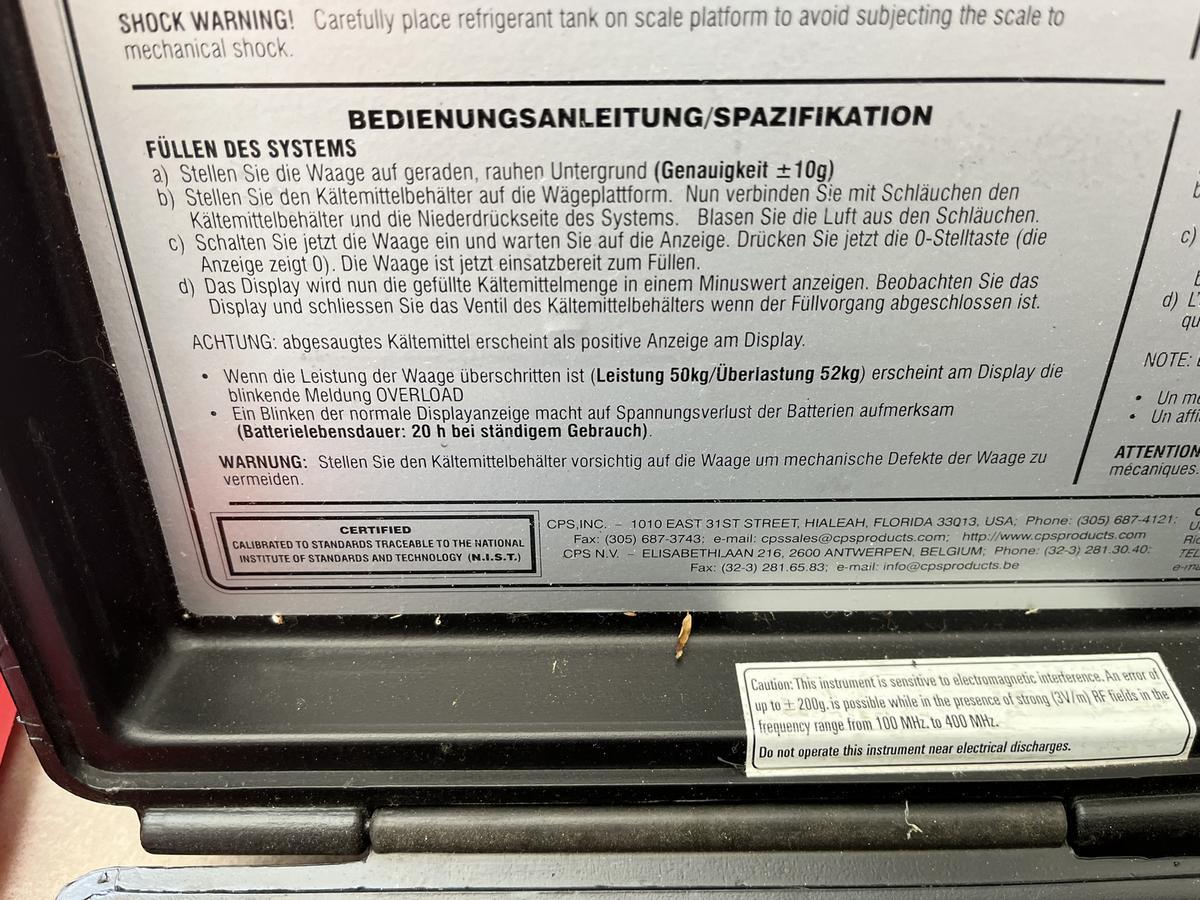 SHOCK WARNING! Carefully place refrigerant tank on scale platform to avoid subjecting the scale to
mechanical shock.
BEDIENUNGSANLEITUNG/SPAZIFIKATION
FÜLLEN DES SYSTEMS
a) Stellen Sie die Waage auf geraden, rauhen Untergrund (Genauigkeit ±10g)
b) Stellen Sie den Kältemittelbehälter auf die Wägeplattform. Nun verbinden Sie mit Schläuchen den
Kältemittelbehälter und die Niederdrückseite des Systems. Blasen Sie die Luft aus den Schläuchen.
c) Schalten Sie jetzt die Waage ein und warten Sie auf die Anzeige. Drücken Sie jetzt die 0-Stelltaste (die
Anzeige zeigt 0). Die Waage ist jetzt einsatzbereit zum Füllen.
d) Das Display wird nun die gefüllte Kältemittelmenge in einem Minuswert anzeigen. Beobachten Sie das
Display und schliessen Sie das Ventil des Kältemittelbehälters wenn der Füllvorgang abgeschlossen ist.
ACHTUNG: abgesaugtes Kältemittel erscheint als positive Anzeige am Display.
• Wenn die Leistung der Waage überschritten ist (Leistung 50kg/Überlastung 52kg) erscheint am Display die
blinkende Meldung OVERLOAD
• Ein Blinken der normale Displayanzeige macht auf Spannungsverlust der Batterien aufmerksam
(Batterielebensdauer: 20 h bei ständigem Gebrauch).
WARNUNG: Stellen Sie den Kältemittelbehälter vorsichtig auf die Waage um mechanische Defekte der Waage zu
vermeiden.
CERTIFIED
CALIBRATED TO STANDARDS TRACEABLE TO THE NATIONAL
INSTITUTE OF STANDARDS AND TECHNOLOGY (N.I.S.T.)
CPS,INC. – 1010 EAST 31ST STREET, HIALEAH, FLORIDA 33013, USA; Phone: (305) 687-4121;
Fax: (305) 687-3743; e-mail: cpssales@cpsproducts.com; http://www.cpsproducts.com
CPS N.V. – ELISABETHLAAN 216, 2600 ANTWERPEN, BELGIUM; Phone: (32-3) 281.30.40;
Fax: (32-3) 281.65.83; e-mail: info@cpsproducts.be
c)
d) L'
qu
NOTE:
• Un
• Un affi
ATTENTION
mécaniques.
TEL
Caution: This instrument is sensitive to electromagnetic interference. An error of
up to ± 200g. is possible while in the presence of strong (3V/m) RF fields in the
frequency range from 100 MHz. to 400 MHz.
Do not operate this instrument near electrical discharges.